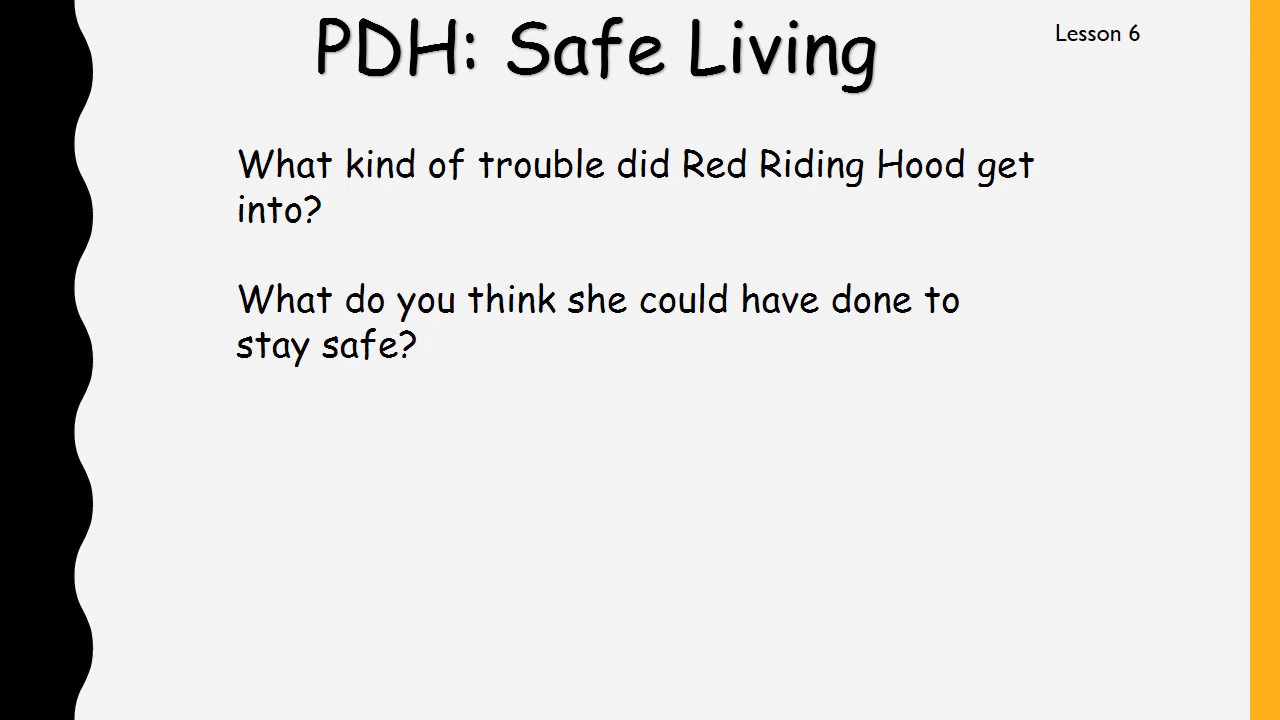 PDH: Safe Living
Lesson 6
What kind of trouble did Red Riding Hood get
into?
What do you think she could have done to
stay safe?